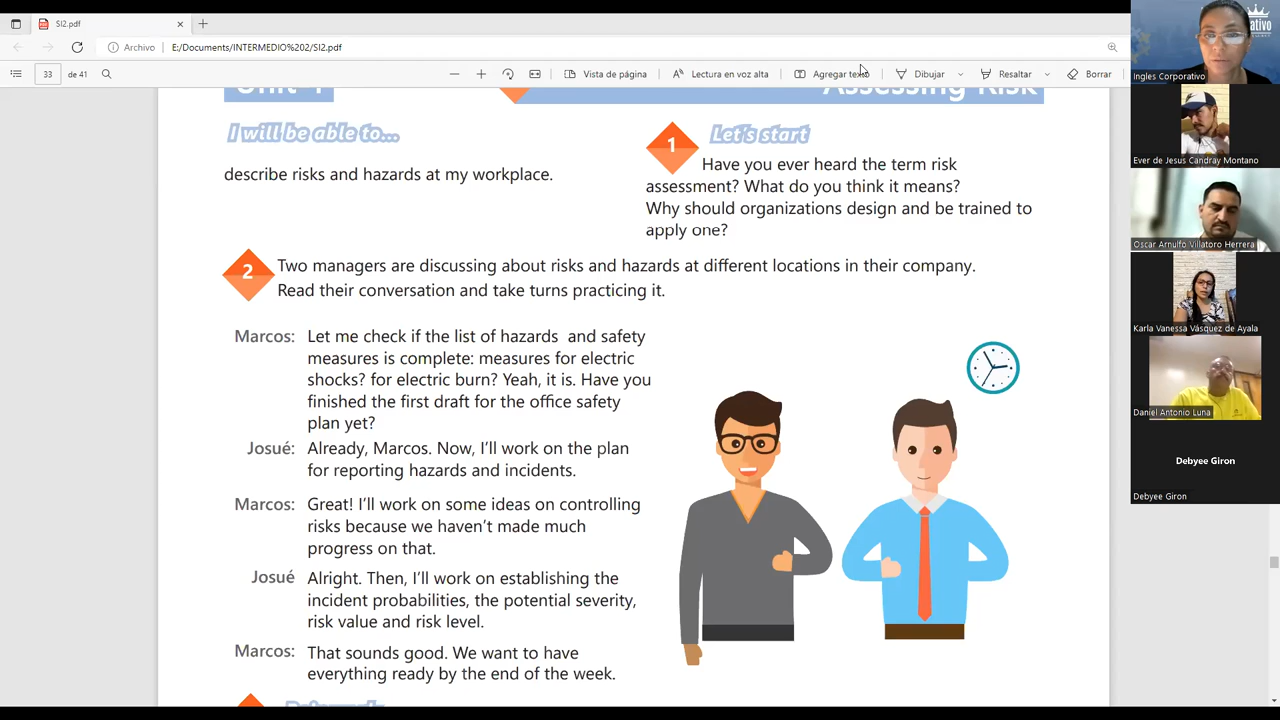 SI2.pdf
Archivo
E:/Documents/INTERMEDIO%202/SI2.pdf
33
de 41
Vista de página
Lectura en voz alta
Agregar texto
Dibujar
Resaltar
Borrar
Assessing Risk
I will be able to...
describe risks and hazards at my workplace.
1
Let's start
Have you ever heard the term risk
assessment? What do you think it means?
Why should organizations design and be trained to
apply one?
2
Two managers are discussing about risks and hazards at different locations in their company.
Read their conversation and take turns practicing it.
Marcos: Let me check if the list of hazards and safety
measures is complete: measures for electric
shocks? for electric burn? Yeah, it is. Have you
finished the first draft for the office safety
plan yet?
Josué: Already, Marcos. Now, I'll work on the plan
for reporting hazards and incidents.
Marcos: Great! I'll work on some ideas on controlling
risks because we haven't made much
progress on that.
Josué Alright. Then, I'll work on establishing the
incident probabilities, the potential severity,
risk value and risk level.
Marcos: That sounds good. We want to have
everything ready by the end of the week.
Ingles Corporativo
Ever de Jesus Candray Montano
Oscar Arnulfo Villatoro Herrera
Karla Vanessa Vásquez de Ayala
Daniel Antonio Luna
Debyee Giron
Debyee Giron